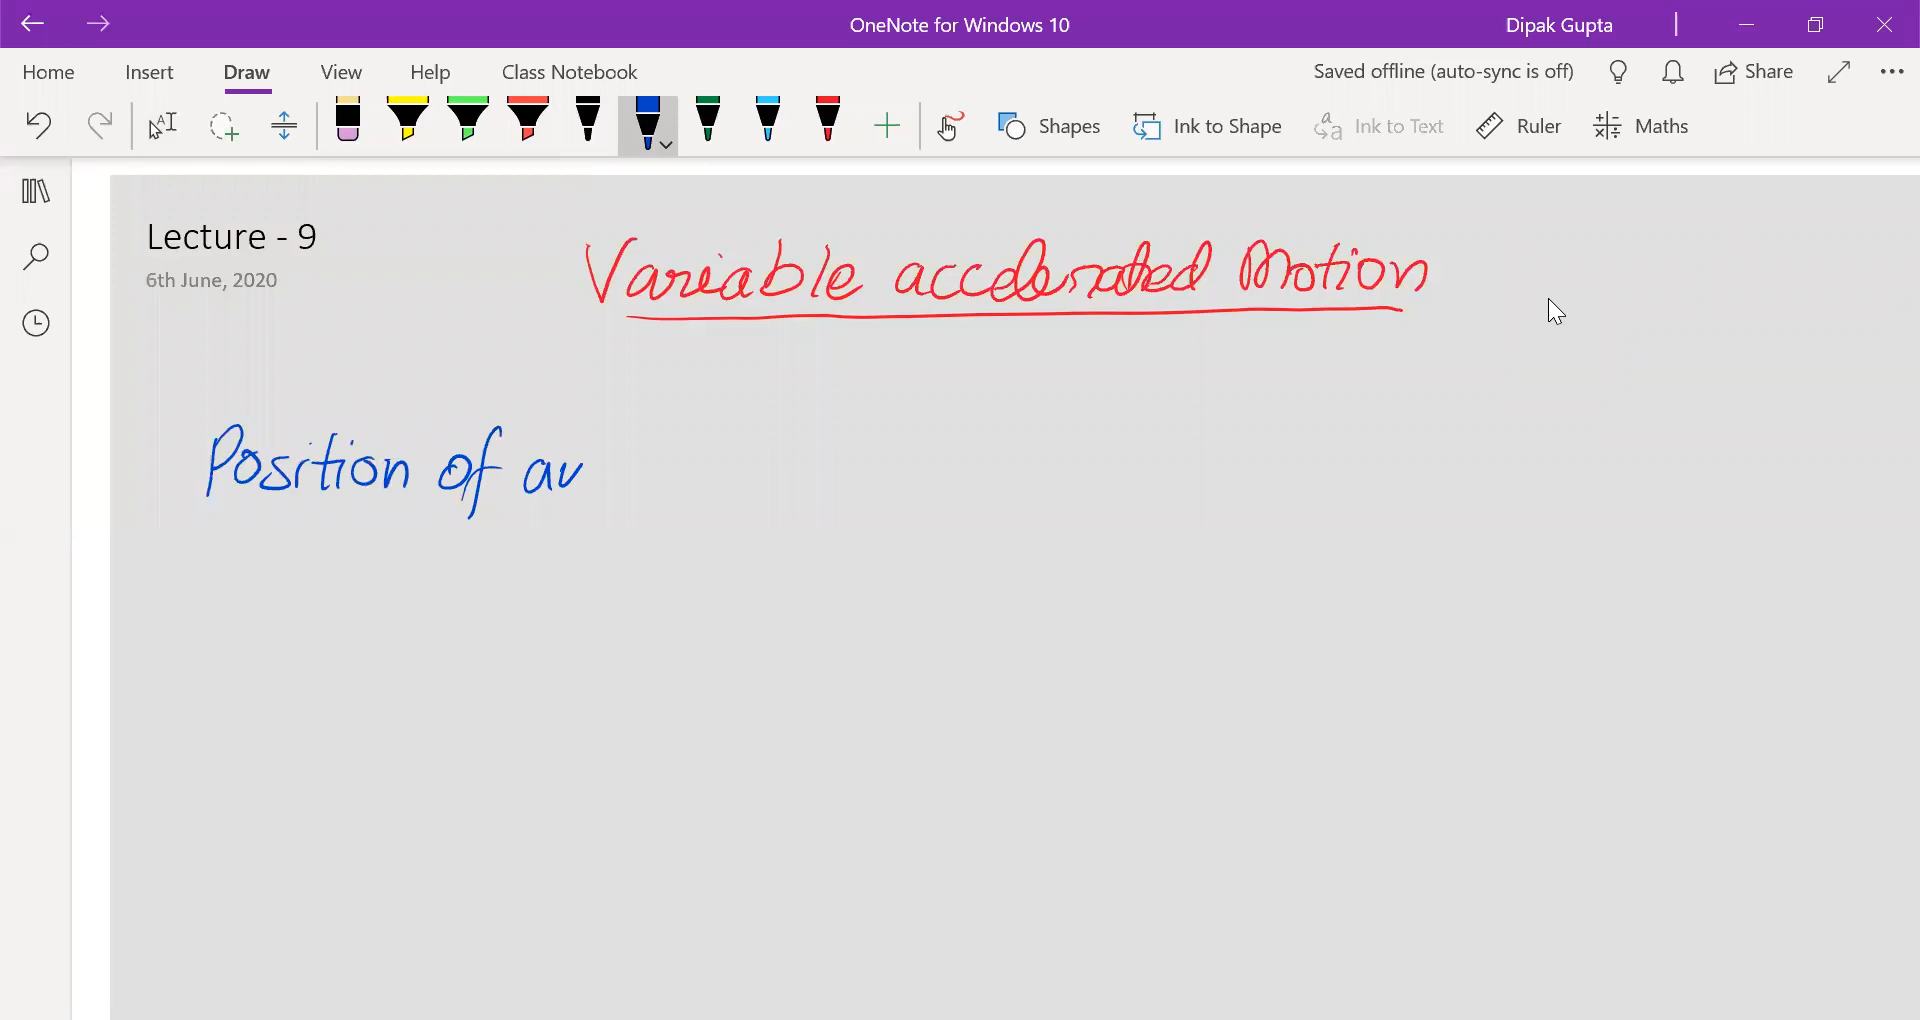 OneNote for Windows 10 Dipak Gupta
Home Insert Draw View Help Class Notebook Saved offline (auto-sync is off) Share
Shapes Ink to Shape Ink to Text Ruler Maths
Lecture - 9
6th June, 2020
Variable accelerated Motion
Position of